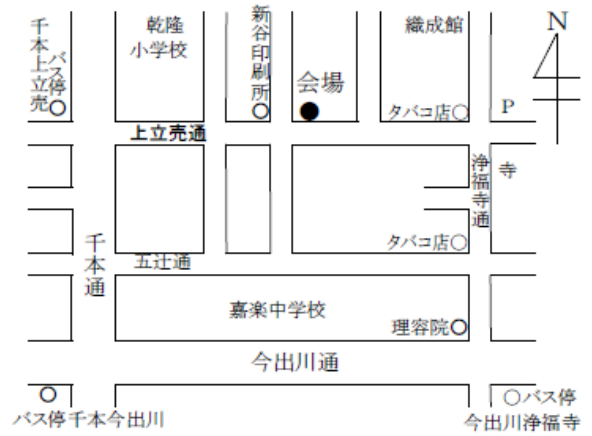 千本上立売
バス停
乾隆
小学校
新谷印刷所
会場
織成館
タバコ店
N
P
上立売通
浄福寺通
寺
千本通
五辻通
タバコ店
嘉楽中学校
理容院
今出川通
バス停千本今出川
バス停
今出川浄福寺